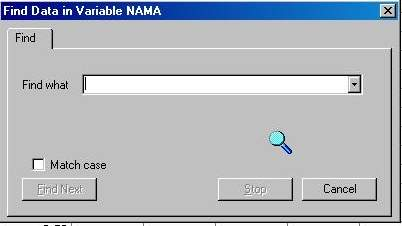 Find Data in Variable NAMA
Find
Find what
Match case
Find Next Stop Cancel